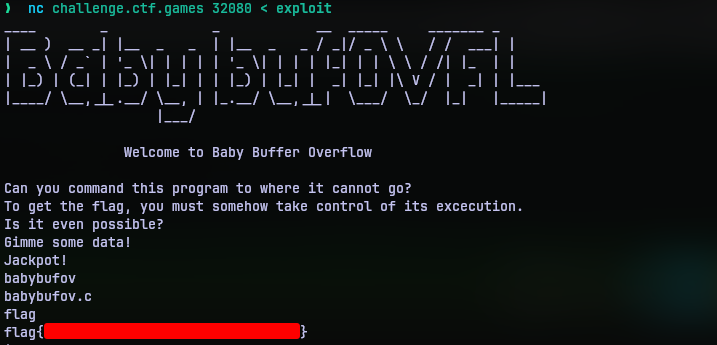 ❱ nc challenge.ctf.games 32080 < exploit
BabybufOVFL
Welcome to Baby Buffer Overflow
Can you command this program to where it cannot go?
To get the flag, you must somehow take control of its excecution.
Is it even possible?
Gimme some data!
Jackpot!
babybufov
babybufov.c
flag
flag{ }